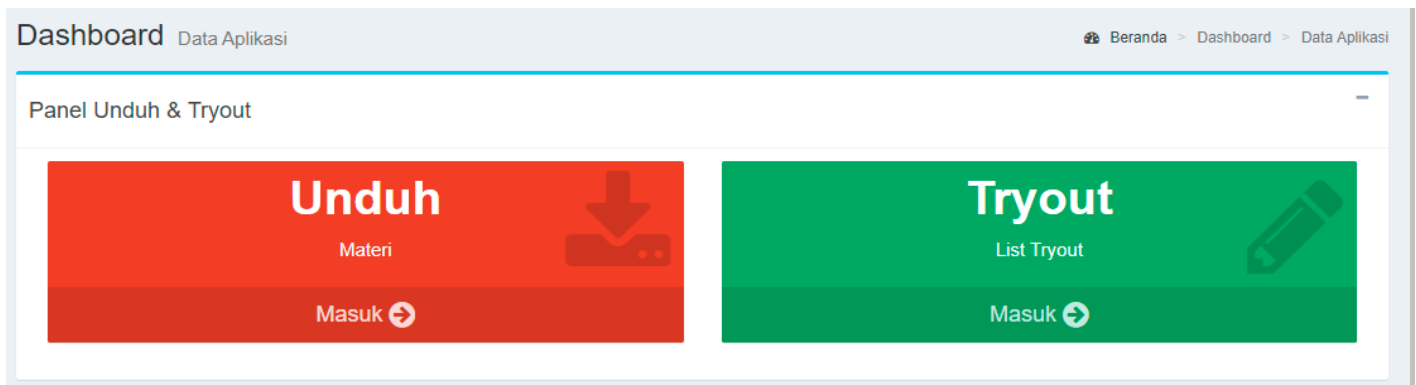 Dashboard Data Aplikasi
Beranda > Dashboard > Data Aplikasi
Panel Unduh & Tryout
Unduh
Materi
Masuk
Tryout
List Tryout
Masuk